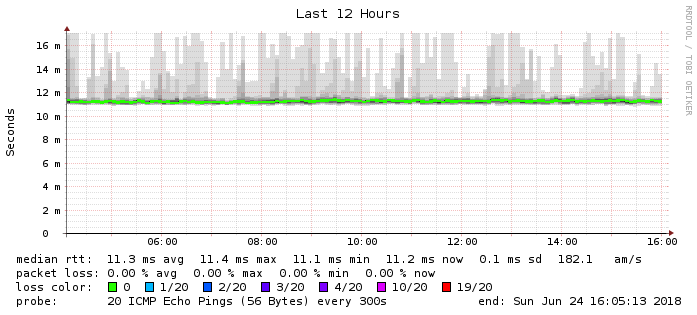 Last 12 Hours
RRDTOOL / TOBI OETIKER
Seconds
16 m
14 m
12 m
10 m
8 m
6 m
4 m
2 m
0
06:00 08:00 10:00 12:00 14:00 16:00
median rtt: 11.3 ms avg 11.4 ms max 11.1 ms min 11.2 ms now 0.1 ms sd 182.1 am/s
packet loss: 0.00 % avg 0.00 % max 0.00 % min 0.00 % now
loss color: 0 1/20 2/20 3/20 4/20 10/20 19/20
probe: 20 ICMP Echo Pings (56 Bytes) every 300s end: Sun Jun 24 16:05:13 2018